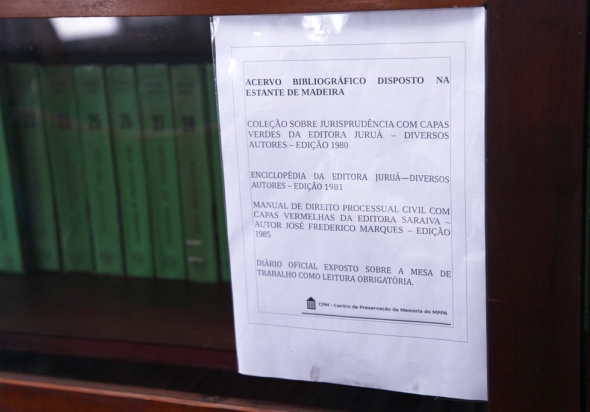 ACERVO BIBLIOGRÁFICO DISPOSTO NA
ESTANTE DE MADEIRA
COLEÇÃO SOBRE JURISPRUDÊNCIA COM CAPAS
VERDES DA EDITORA JURUÁ – DIVERSOS
AUTORES – EDIÇÃO 1980
ENCICLOPÉDIA DA EDITORA JURUÁ—DIVERSOS
AUTORES – EDIÇÃO 1981
MANUAL DE DIREITO PROCESSUAL CIVIL COM
CAPAS VERMELHAS DA EDITORA SARAIVA –
AUTOR JOSÉ FREDERICO MARQUES – EDIÇÃO
1985
DIÁRIO OFICIAL EXPOSTO SOBRE A MESA DE
TRABALHO COMO LEITURA OBRIGATÓRIA.
CPM - Centro de Preservação da Memória do MPPR